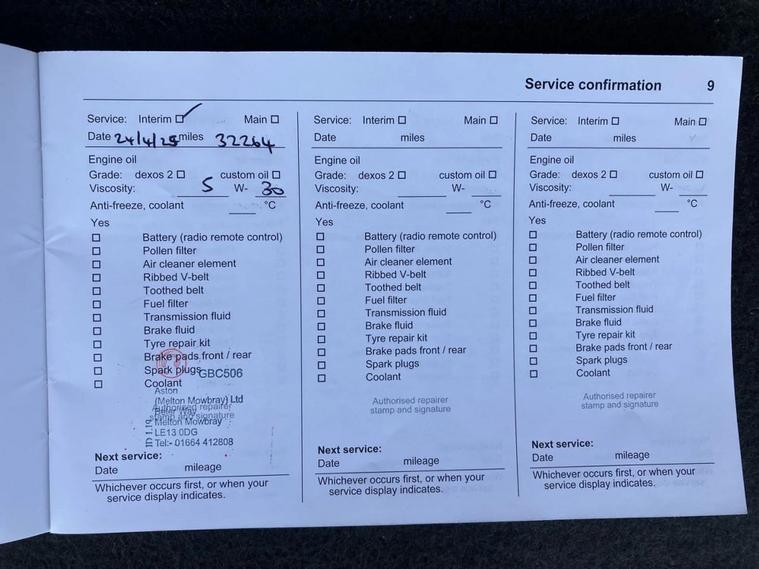 Service confirmation 9
Service: Interim ☐✓ Main ☐
Date 24/4/25 miles 32264
Engine oil
Grade: dexos 2 ☐ custom oil ☐
Viscosity: 5 W- 30
Anti-freeze, coolant °C
Yes
☐ Battery (radio remote control)
☐ Pollen filter
☐ Air cleaner element
☐ Ribbed V-belt
☐ Toothed belt
☐ Fuel filter
☐ Transmission fluid
☐ Brake fluid
☐ Tyre repair kit
☐ Brake pads front / rear
☐ Spark plugs
☐ Coolant
GBC506
Aston
(Melton Mowbray) Ltd
Authorised repairer
stamp and signature
Melton Mowbray
LE13 0DG
Tel:- 01664 412808
Next service:
Date mileage
Whichever occurs first, or when your
service display indicates.
Service: Interim ☐ Main ☐
Date miles
Engine oil
Grade: dexos 2 ☐ custom oil ☐
Viscosity: W-
Anti-freeze, coolant °C
Yes
☐ Battery (radio remote control)
☐ Pollen filter
☐ Air cleaner element
☐ Ribbed V-belt
☐ Toothed belt
☐ Fuel filter
☐ Transmission fluid
☐ Brake fluid
☐ Tyre repair kit
☐ Brake pads front / rear
☐ Spark plugs
☐ Coolant
Authorised repairer
stamp and signature
Next service:
Date mileage
Whichever occurs first, or when your
service display indicates.
Service: Interim ☐ Main ☐
Date miles
Engine oil
Grade: dexos 2 ☐ custom oil ☐
Viscosity: W-
Anti-freeze, coolant °C
Yes
☐ Battery (radio remote control)
☐ Pollen filter
☐ Air cleaner element
☐ Ribbed V-belt
☐ Toothed belt
☐ Fuel filter
☐ Transmission fluid
☐ Brake fluid
☐ Tyre repair kit
☐ Brake pads front / rear
☐ Spark plugs
☐ Coolant
Authorised repairer
stamp and signature
Next service:
Date mileage
Whichever occurs first, or when your
service display indicates.